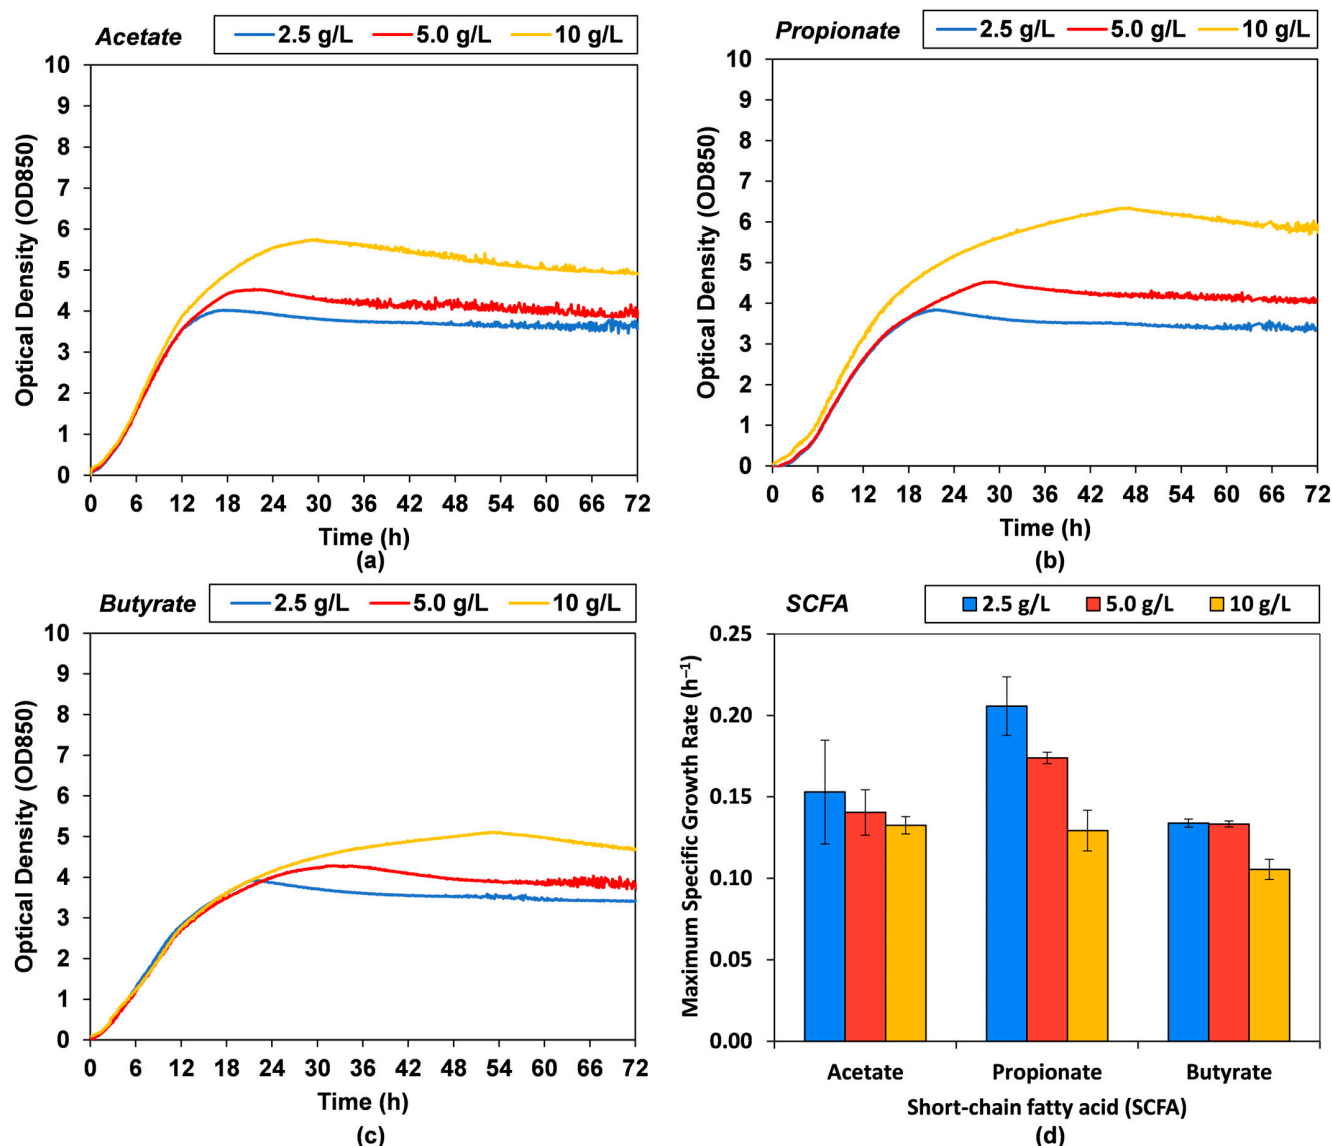 Acetate 2.5 g/L 5.0 g/L 10 g/L
Optical Density (OD850)
10
9
8
7
6
5
4
3
2
1
0
0 6 12 18 24 30 36 42 48 54 60 66 72
Time (h)
(a)
Propionate 2.5 g/L 5.0 g/L 10 g/L
Optical Density (OD850)
10
9
8
7
6
5
4
3
2
1
0
0 6 12 18 24 30 36 42 48 54 60 66 72
Time (h)
(b)
Butyrate 2.5 g/L 5.0 g/L 10 g/L
Optical Density (OD850)
10
9
8
7
6
5
4
3
2
1
0
0 6 12 18 24 30 36 42 48 54 60 66 72
Time (h)
(c)
SCFA 2.5 g/L 5.0 g/L 10 g/L
Maximum Specific Growth Rate (h⁻¹)
0.25
0.20
0.15
0.10
0.05
0.00
Acetate Propionate Butyrate
Short-chain fatty acid (SCFA)
(d)